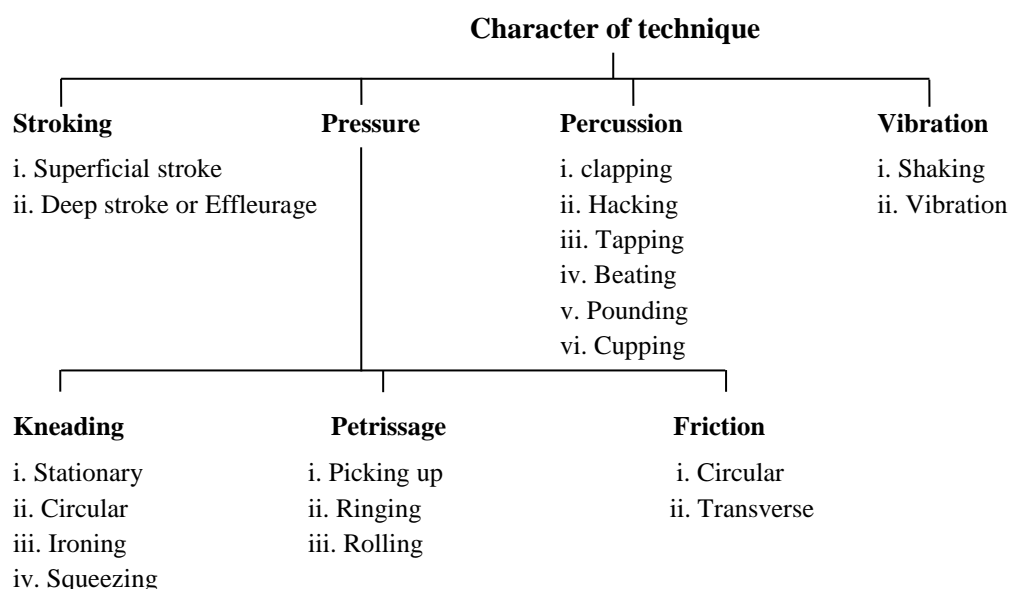 Character of technique
Stroking
i. Superficial stroke
ii. Deep stroke or Effleurage
Pressure
Percussion
i. clapping
ii. Hacking
iii. Tapping
iv. Beating
v. Pounding
vi. Cupping
Vibration
i. Shaking
ii. Vibration
Kneading
i. Stationary
ii. Circular
iii. Ironing
iv. Squeezing
Petrissage
i. Picking up
ii. Ringing
iii. Rolling
Friction
i. Circular
ii. Transverse